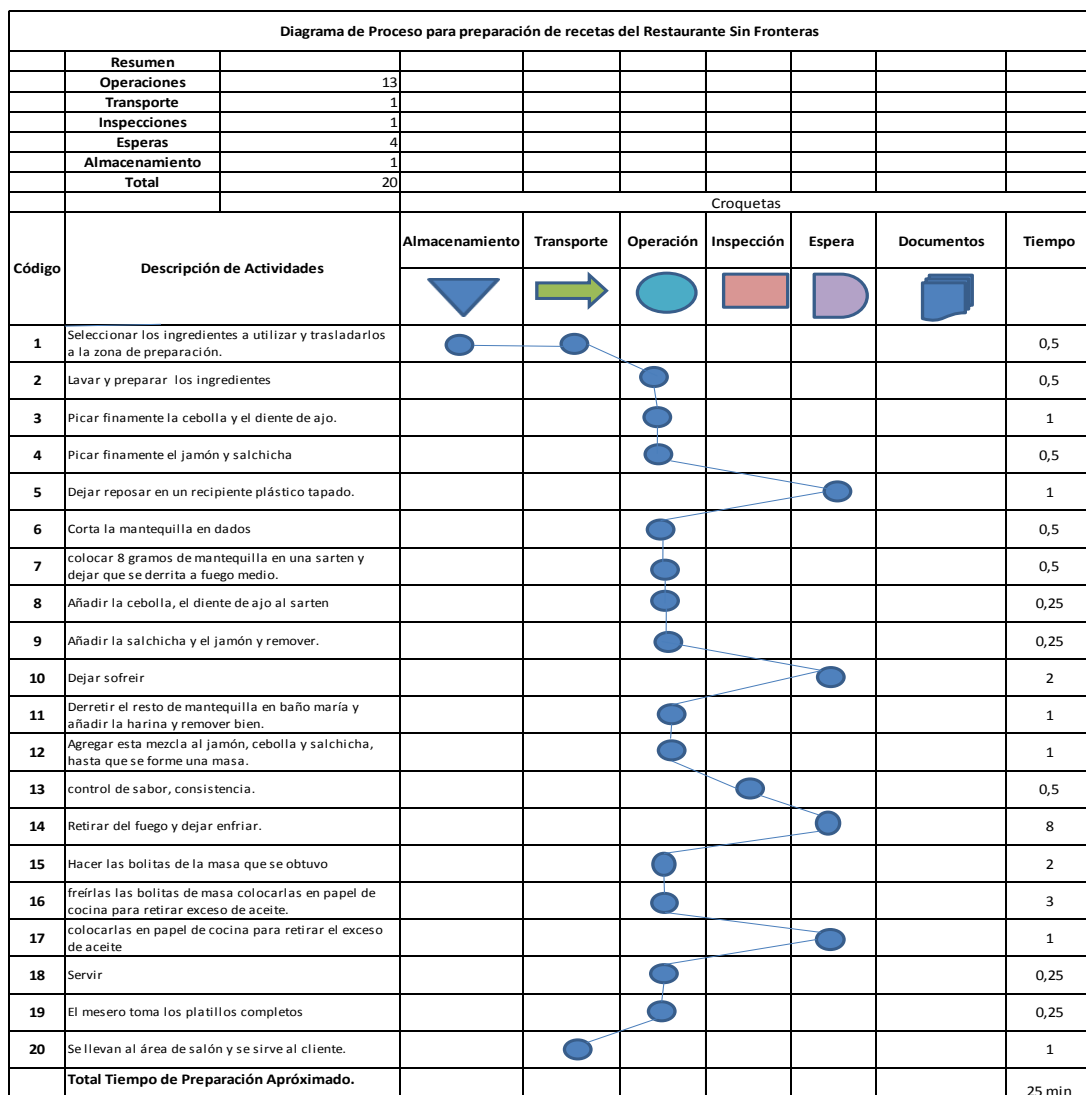 Diagrama de Proceso para preparación de recetas del Restaurante Sin Fronteras
Resumen
Operaciones 13
Transporte 1
Inspecciones 1
Esperas 4
Almacenamiento 1
Total 20
Croquetas
Código Descripción de Actividades Almacenamiento Transporte Operación Inspección Espera Documentos Tiempo
1 Seleccionar los ingredientes a utilizar y trasladarlos
a la zona de preparación. 0,5
2 Lavar y preparar los ingredientes 0,5
3 Picar finamente la cebolla y el diente de ajo. 1
4 Picar finamente el jamón y salchicha 0,5
5 Dejar reposar en un recipiente plástico tapado. 1
6 Corta la mantequilla en dados 0,5
7 colocar 8 gramos de mantequilla en una sarten y
dejar que se derrita a fuego medio. 0,5
8 Añadir la cebolla, el diente de ajo al sarten 0,25
9 Añadir la salchicha y el jamón y remover. 0,25
10 Dejar sofreir 2
11 Derretir el resto de mantequilla en baño maría y
añadir la harina y remover bien. 1
12 Agregar esta mezcla al jamón, cebolla y salchicha,
hasta que se forme una masa. 1
13 control de sabor, consistencia. 0,5
14 Retirar del fuego y dejar enfriar. 8
15 Hacer las bolitas de la masa que se obtuvo 2
16 freírlas las bolitas de masa colocarlas en papel de
cocina para retirar exceso de aceite. 3
17 colocarlas en papel de cocina para retirar el exceso
de aceite 1
18 Servir 0,25
19 El mesero toma los platillos completos 0,25
20 Se llevan al área de salón y se sirve al cliente. 1
Total Tiempo de Preparación Apróximado. 25 min